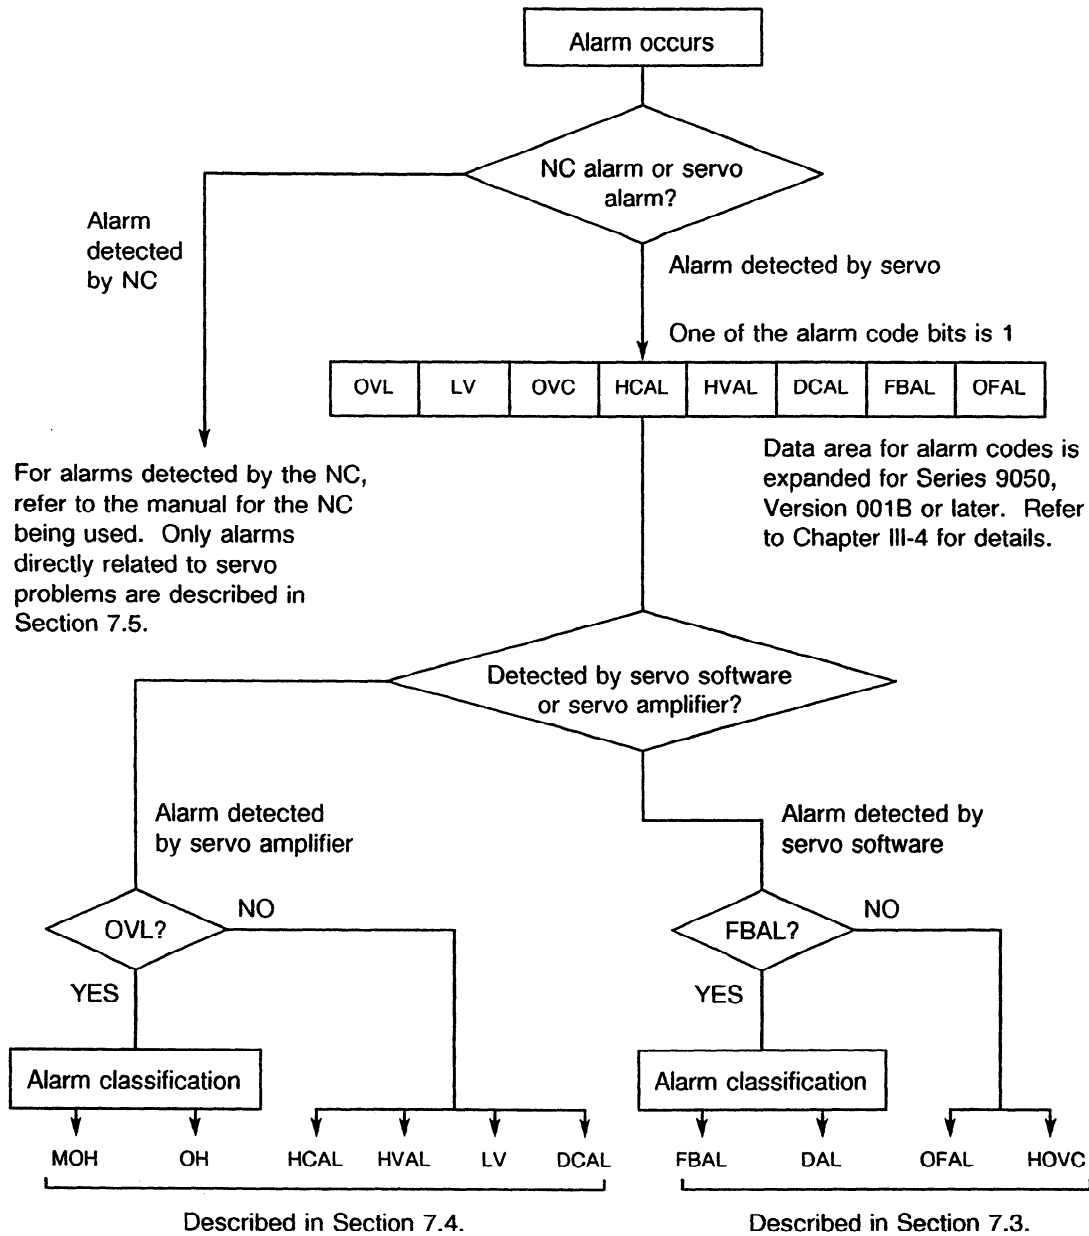 Alarm occurs
NC alarm or servo
alarm?
Alarm
detected
by NC
Alarm detected by servo
One of the alarm code bits is 1
OVL LV OVC HCAL HVAL DCAL FBAL OFAL
For alarms detected by the NC,
refer to the manual for the NC
being used. Only alarms
directly related to servo
problems are described in
Section 7.5.
Data area for alarm codes is
expanded for Series 9050,
Version 001B or later. Refer
to Chapter III-4 for details.
Detected by servo software
or servo amplifier?
Alarm detected
by servo amplifier
Alarm detected by
servo software
OVL?
NO
YES
FBAL?
NO
YES
Alarm classification
Alarm classification
MOH OH HCAL HVAL LV DCAL
FBAL DAL OFAL HOVC
Described in Section 7.4.
Described in Section 7.3.